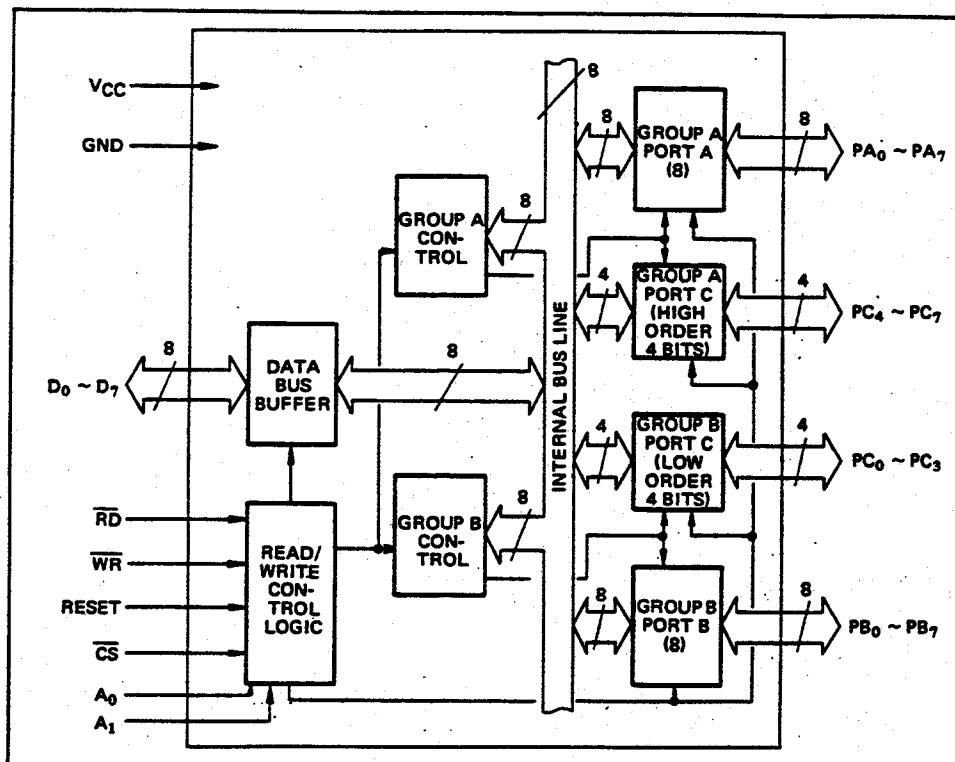 VCC
GND
RD
WR
RESET
CS
A0
A1
D0 ~ D7
8
DATA
BUS
BUFFER
READ/
WRITE
CON-
TROL
LOGIC
GROUP A
CON-
TROL
8
8
GROUP B
CON-
TROL
8
INTERNAL BUS LINE
8
8
GROUP A
PORT A
(8)
8
PA0 ~ PA7
4
GROUP A
PORT C
(HIGH
ORDER
4 BITS)
4
PC4 ~ PC7
4
GROUP B
PORT C
(LOW
ORDER
4 BITS)
4
PC0 ~ PC3
8
GROUP B
PORT B
(8)
8
PB0 ~ PB7